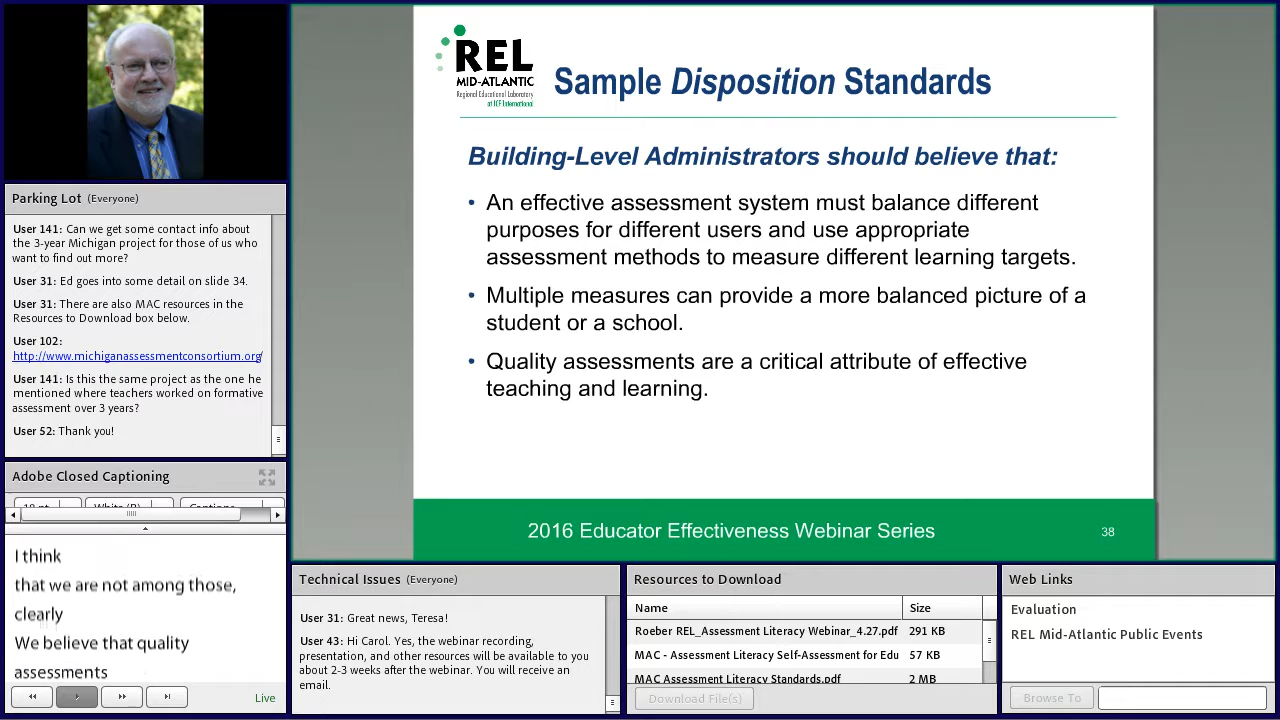 REL
MID-ATLANTIC
Regional Educational Laboratory
at ICF International
Sample Disposition Standards
Building-Level Administrators should believe that:
• An effective assessment system must balance different
purposes for different users and use appropriate
assessment methods to measure different learning targets.
• Multiple measures can provide a more balanced picture of a
student or a school.
• Quality assessments are a critical attribute of effective
teaching and learning.
2016 Educator Effectiveness Webinar Series
38
Parking Lot (Everyone)
User 141: Can we get some contact info about
the 3-year Michigan project for those of us who
want to find out more?
User 31: Ed goes into some detail on slide 34.
User 31: There are also MAC resources in the
Resources to Download box below.
User 102:
http://www.michiganassessmentconsortium.org/
User 141: Is this the same project as the one he
mentioned where teachers worked on formative
assessment over 3 years?
User 52: Thank you!
Adobe Closed Captioning
I think
that we are not among those,
clearly
We believe that quality
assessments
Live
Technical Issues (Everyone)
User 31: Great news, Teresa!
User 43: Hi Carol. Yes, the webinar recording,
presentation, and other resources will be available to you
about 2-3 weeks after the webinar. You will receive an
email.
Resources to Download
Name Size
Roeber REL_Assessment Literacy Webinar_4.27.pdf 291 KB
MAC - Assessment Literacy Self-Assessment for Edu 57 KB
MAC Assessment Literacy Standards.pdf 2 MB
Download File(s)
Web Links
Evaluation
REL Mid-Atlantic Public Events
Browse To